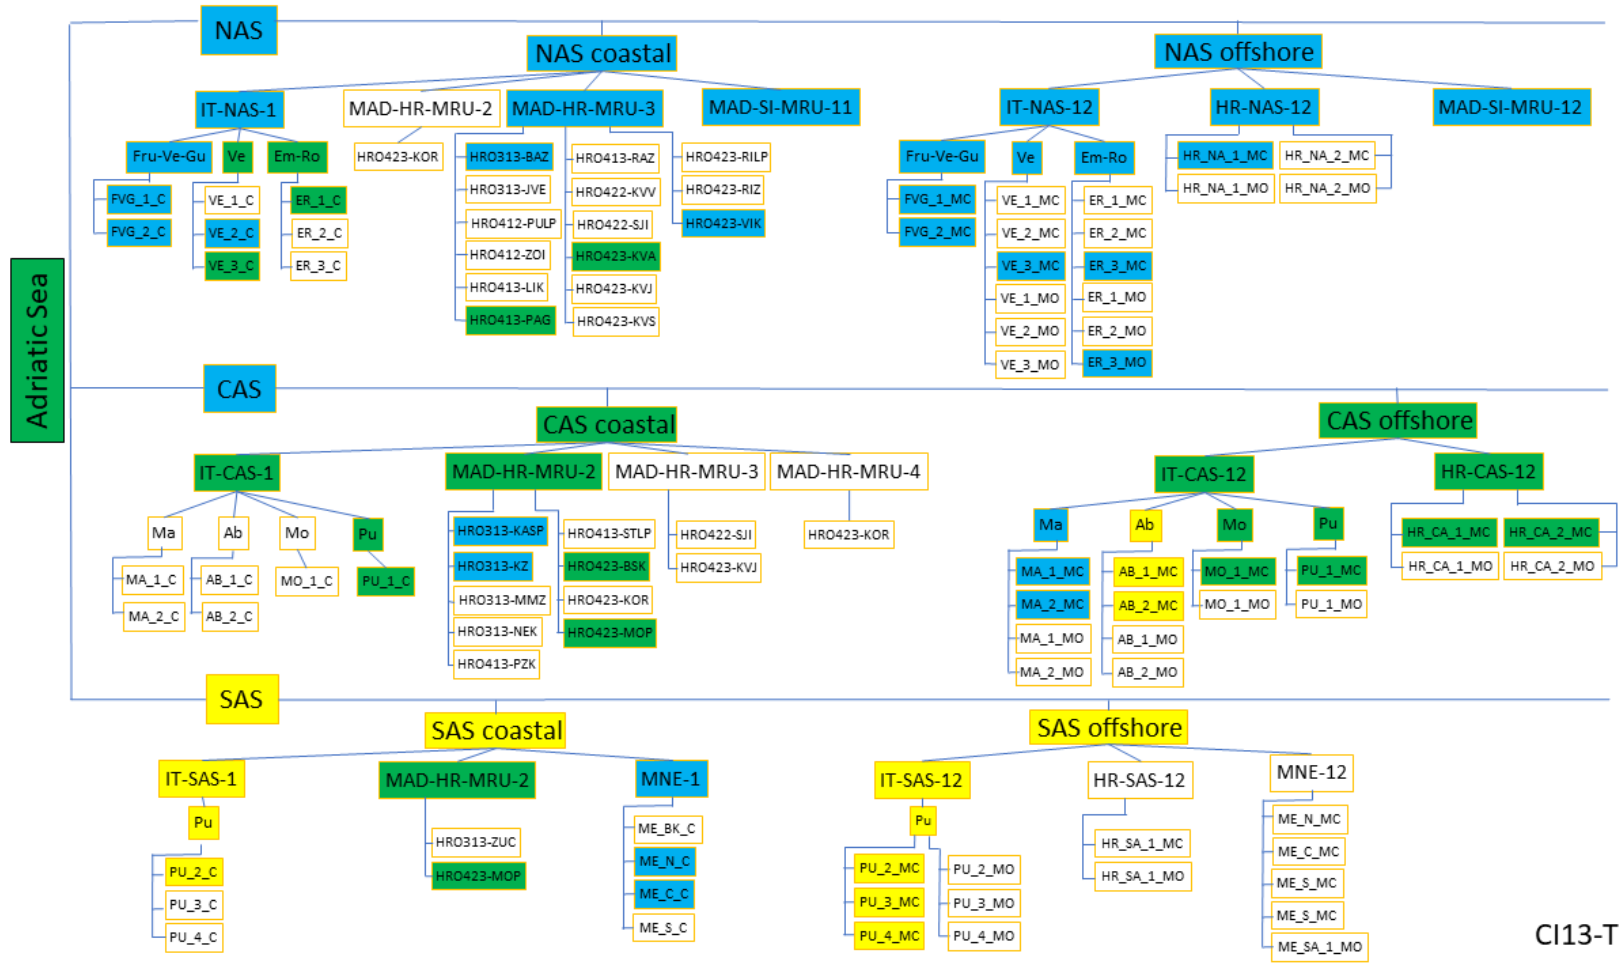 Adriatic Sea
NAS
NAS coastal
NAS offshore
IT-NAS-1
MAD-HR-MRU-2
MAD-HR-MRU-3
MAD-SI-MRU-11
IT-NAS-12
HR-NAS-12
MAD-SI-MRU-12
Fru-Ve-Gu
Ve
Em-Ro
FVG_1_C
FVG_2_C
VE_1_C
VE_2_C
VE_3_C
ER_1_C
ER_2_C
ER_3_C
HRO423-KOR
HRO313-BAZ
HRO313-JVE
HRO412-PULP
HRO412-ZOI
HRO413-LIK
HRO413-PAG
HRO413-RAZ
HRO422-KVV
HRO422-SJI
HRO423-KVA
HRO423-KVJ
HRO423-KVS
HRO423-RILP
HRO423-RIZ
HRO423-VIK
Fru-Ve-Gu
Ve
Em-Ro
FVG_1_MC
FVG_2_MC
VE_1_MC
VE_2_MC
VE_3_MC
VE_1_MO
VE_2_MO
VE_3_MO
ER_1_MC
ER_2_MC
ER_3_MC
ER_1_MO
ER_2_MO
ER_3_MO
HR_NA_1_MC
HR_NA_1_MO
HR_NA_2_MC
HR_NA_2_MO
CAS
CAS coastal
CAS offshore
IT-CAS-1
MAD-HR-MRU-2
MAD-HR-MRU-3
MAD-HR-MRU-4
IT-CAS-12
HR-CAS-12
Ma
Ab
Mo
Pu
MA_1_C
MA_2_C
AB_1_C
AB_2_C
MO_1_C
PU_1_C
HRO313-KASP
HRO313-KZ
HRO313-MMZ
HRO313-NEK
HRO413-PZK
HRO413-STLP
HRO423-BSK
HRO423-KOR
HRO423-MOP
HRO422-SJI
HRO423-KVJ
HRO423-KOR
Ma
Ab
Mo
Pu
MA_1_MC
MA_2_MC
MA_1_MO
MA_2_MO
AB_1_MC
AB_2_MC
AB_1_MO
AB_2_MO
MO_1_MC
MO_1_MO
PU_1_MC
PU_1_MO
HR_CA_1_MC
HR_CA_1_MO
HR_CA_2_MC
HR_CA_2_MO
SAS
SAS coastal
SAS offshore
IT-SAS-1
MAD-HR-MRU-2
MNE-1
IT-SAS-12
HR-SAS-12
MNE-12
Pu
PU_2_C
PU_3_C
PU_4_C
HRO313-ZUC
HRO423-MOP
ME_BK_C
ME_N_C
ME_C_C
ME_S_C
Pu
PU_2_MC
PU_3_MC
PU_4_MC
PU_2_MO
PU_3_MO
PU_4_MO
HR_SA_1_MC
HR_SA_1_MO
ME_N_MC
ME_C_MC
ME_S_MC
ME_S_MC
ME_SA_1_MO
CI13-T